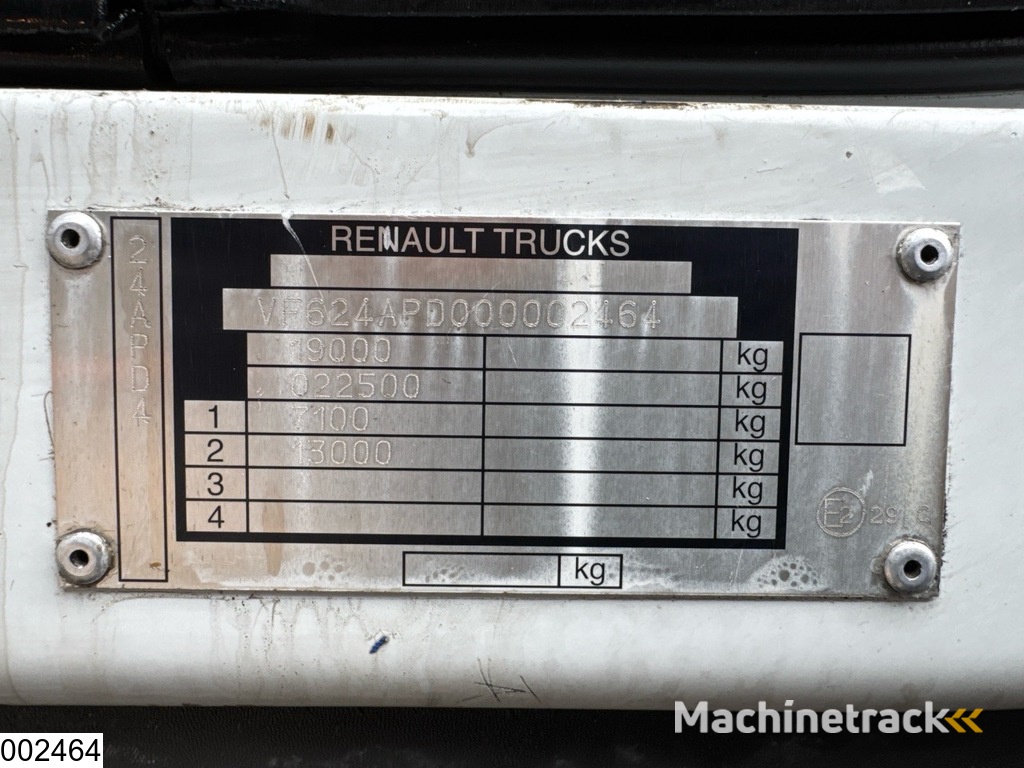 24APD4
RENAULT TRUCKS
VF624APD000002464
19000 kg
022500 kg
1 7100 kg
2 13000 kg
3 kg
4 kg
kg
E2
Machinetrack
002464